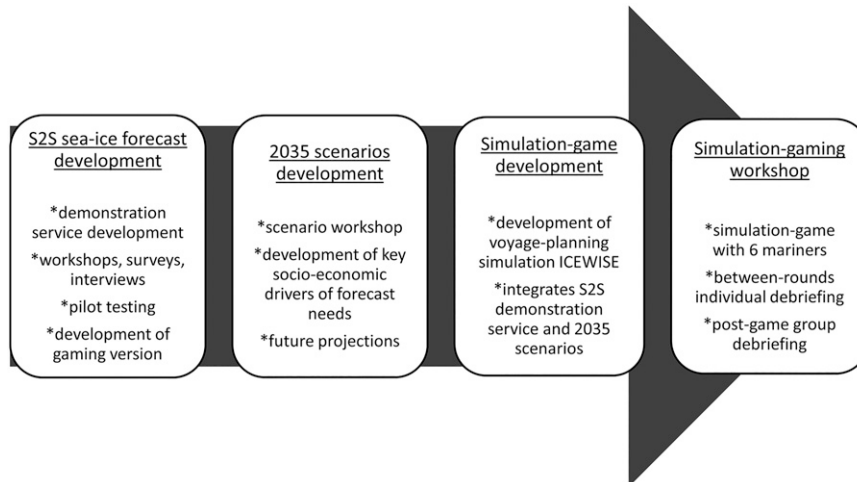 S2S sea-ice forecast
development
*demonstration
service development
*workshops, surveys,
interviews
*pilot testing
*development of
gaming version
2035 scenarios
development
*scenario workshop
*development of key
socio-economic
drivers of forecast
needs
*future projections
Simulation-game
development
*development of
voyage-planning
simulation ICEWISE
*integrates S2S
demonstration
service and 2035
scenarios
Simulation-gaming
workshop
*simulation-game
with 6 mariners
*between-rounds
individual debriefing
*post-game group
debriefing